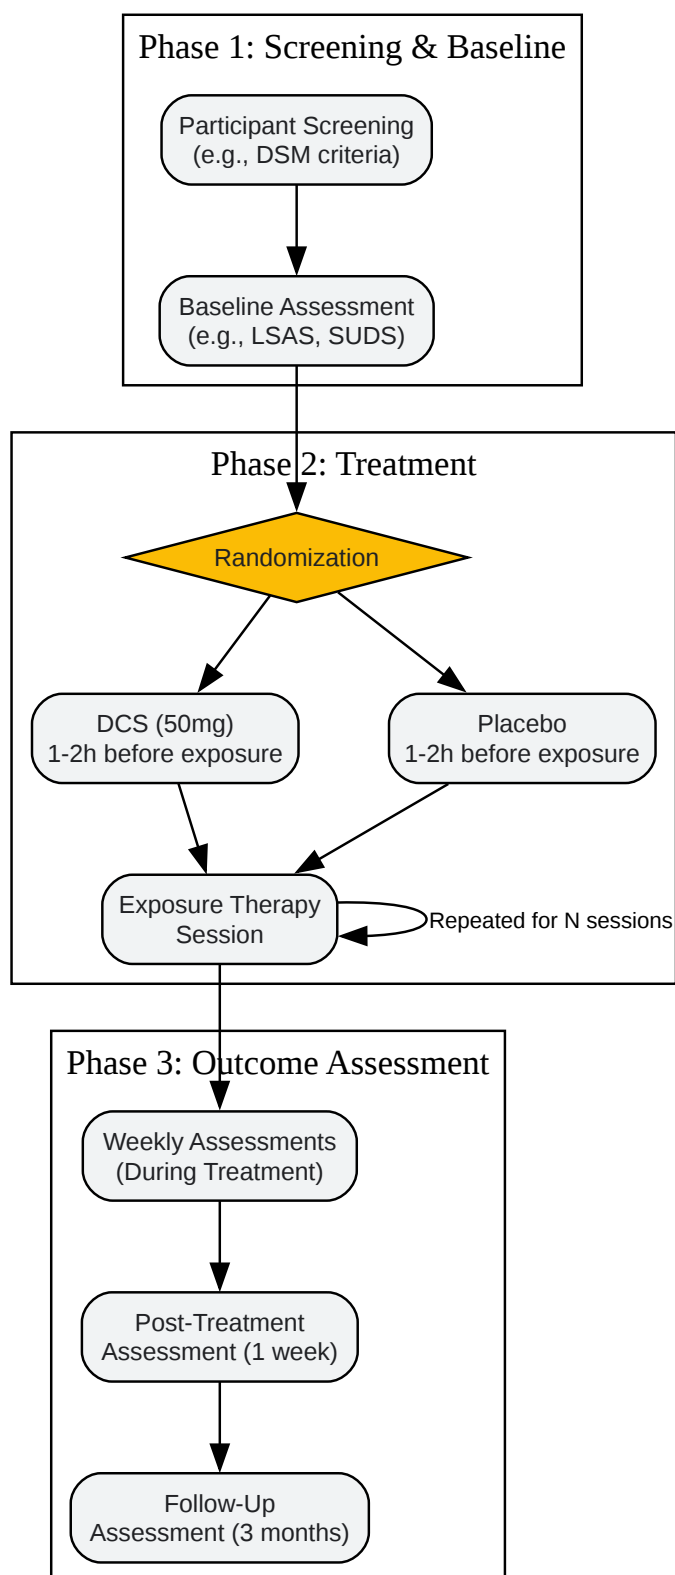 Phase 1: Screening & Baseline
Participant Screening
(e.g., DSM criteria)
Baseline Assessment
(e.g., LSAS, SUDS)
Phase 2: Treatment
Randomization
DCS (50mg)
1-2h before exposure
Placebo
1-2h before exposure
Exposure Therapy
Session
Repeated for N sessions
Phase 3: Outcome Assessment
Weekly Assessments
(During Treatment)
Post-Treatment
Assessment (1 week)
Follow-Up
Assessment (3 months)